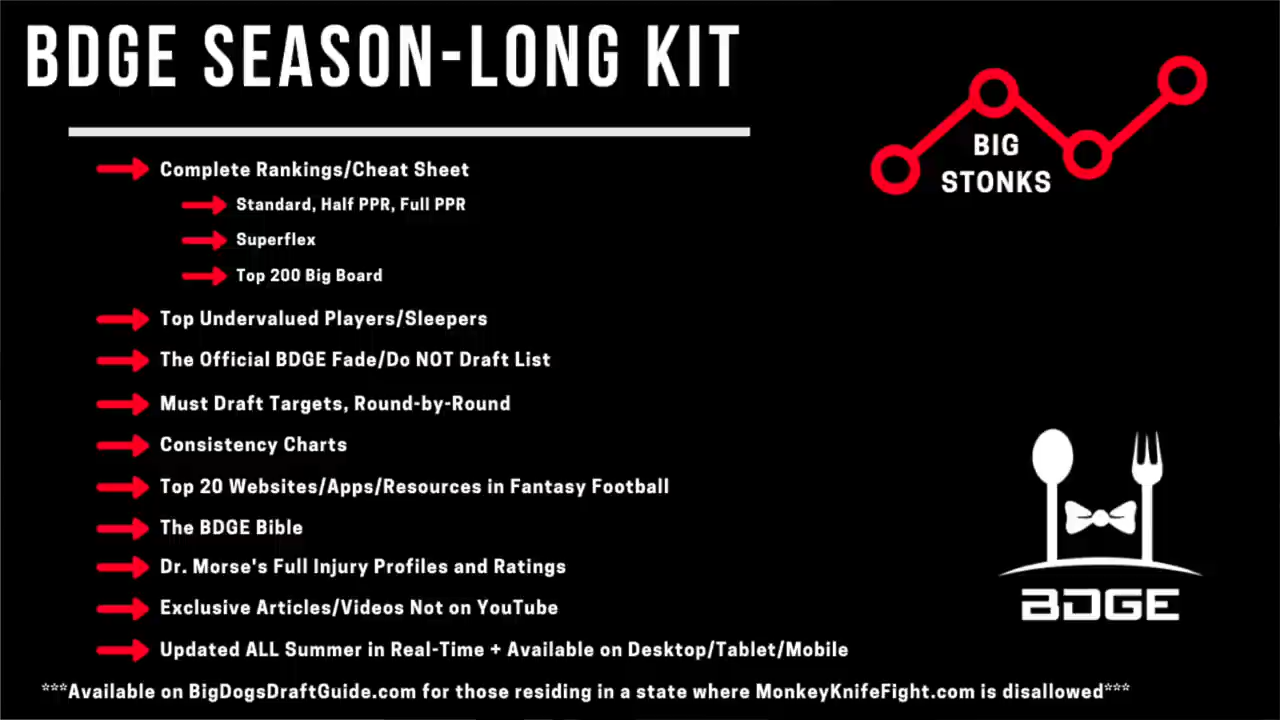 BDGE SEASON-LONG KIT
BIG
STONKS
Complete Rankings/Cheat Sheet
Standard, Half PPR, Full PPR
Superflex
Top 200 Big Board
Top Undervalued Players/Sleepers
The Official BDGE Fade/Do NOT Draft List
Must Draft Targets, Round-by-Round
Consistency Charts
Top 20 Websites/Apps/Resources in Fantasy Football
The BDGE Bible
Dr. Morse's Full Injury Profiles and Ratings
Exclusive Articles/Videos Not on YouTube
Updated ALL Summer in Real-Time + Available on Desktop/Tablet/Mobile
BDGE
***Available on BigDogsDraftGuide.com for those residing in a state where MonkeyKnifeFight.com is disallowed***